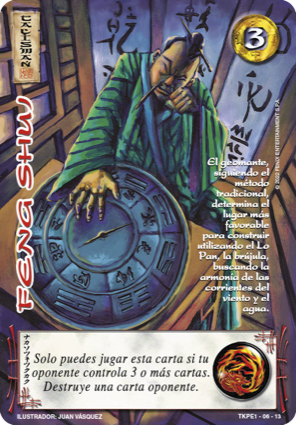 TALISMAN
3
FENG SHUI
El geomante,
siguiendo el
método
tradicional,
determina el
lugar más
favorable
para construir
utilizando el Lo
Pan, la brújula,
buscando la
armonía de las
corrientes del
viento y el
agua.
Solo puedes jugar esta carta si tu
oponente controla 3 o más cartas.
Destruye una carta oponente.
ILUSTRADOR: JUAN VÁSQUEZ
TKPE1 - 06 - 13